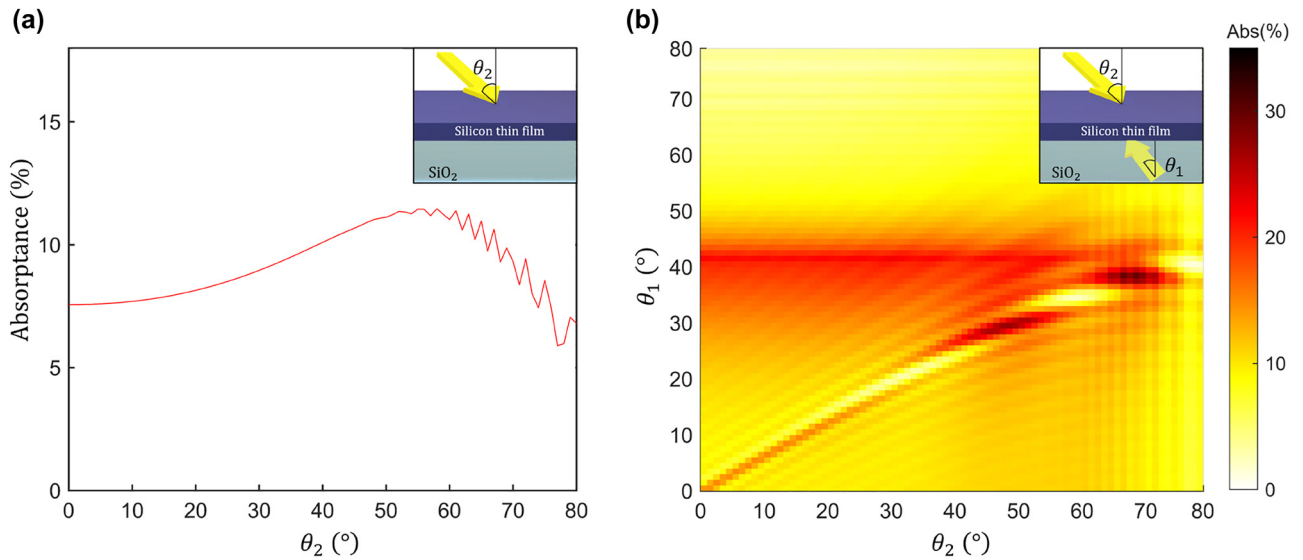 (a)
Absorptance (%)
15
10
5
0
0 10 20 30 40 50 60 70 80
θ₂ (°)
θ₂
Silicon thin film
SiO₂
(b)
θ₁ (°)
80
70
60
50
40
30
20
10
0
0 10 20 30 40 50 60 70 80
θ₂ (°)
θ₂
Silicon thin film
SiO₂
θ₁
Abs(%)
30
20
10
0